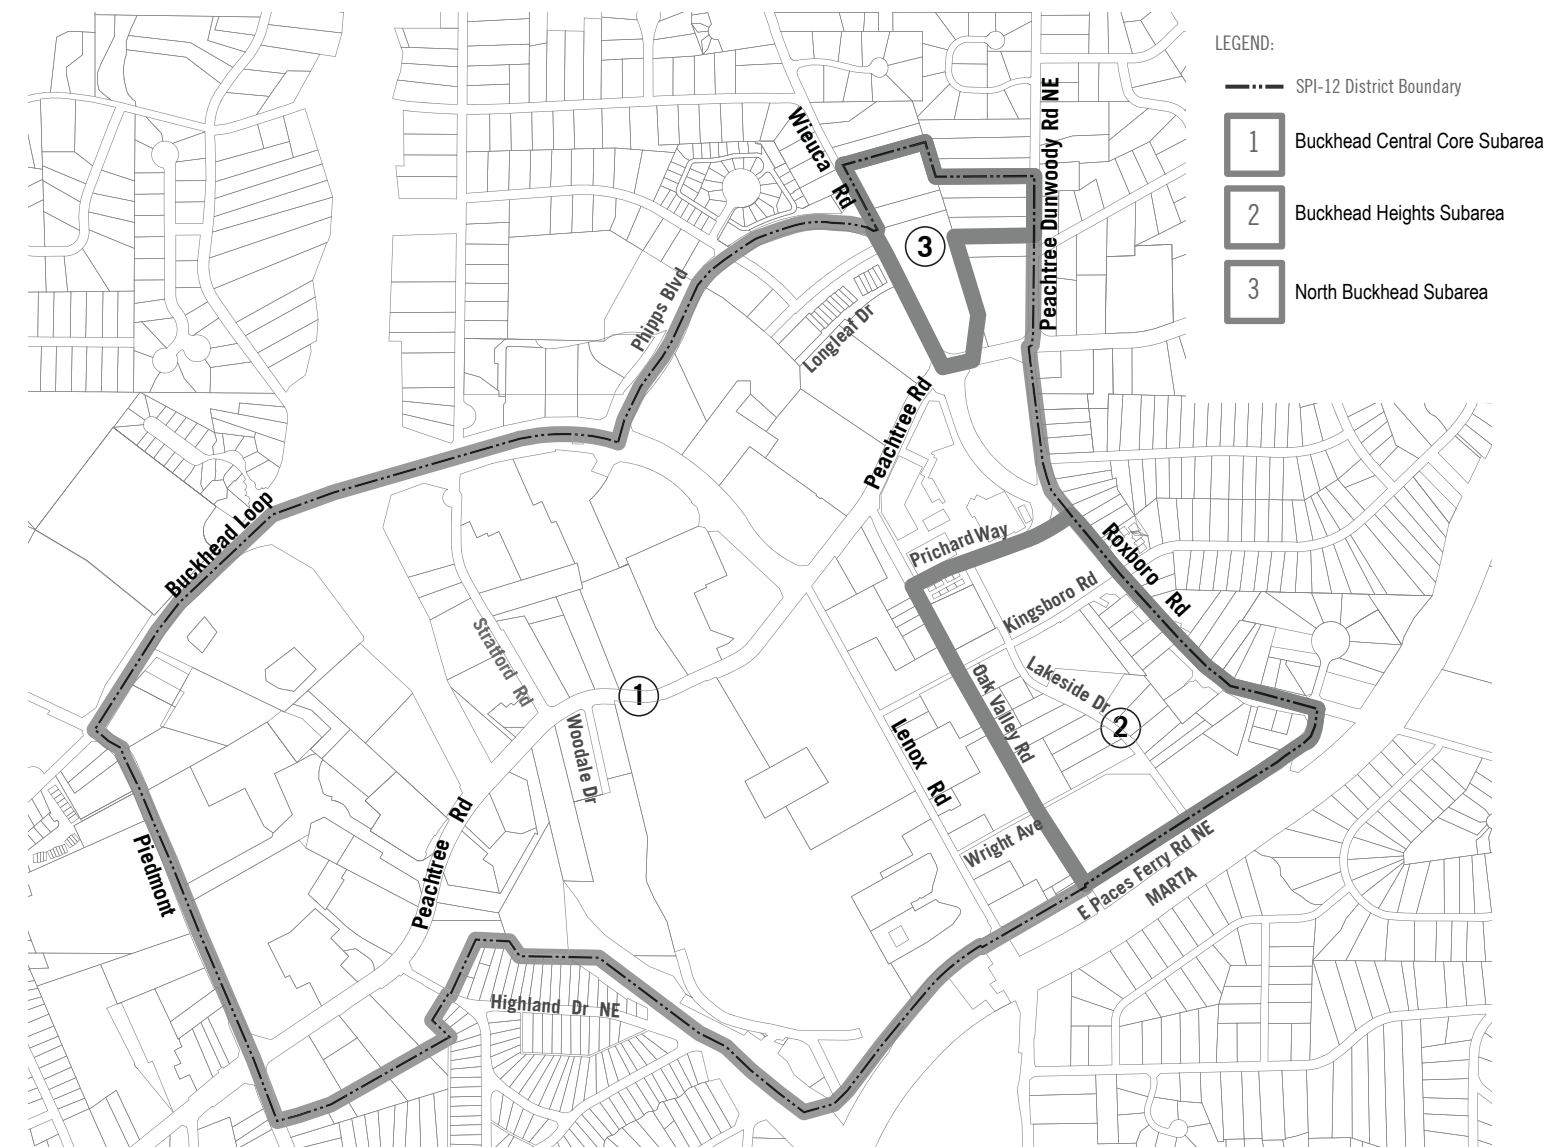 LEGEND:
SPI-12 District Boundary
1
Buckhead Central Core Subarea
2
Buckhead Heights Subarea
3
North Buckhead Subarea
Wieuca Rd
Peachtree Dunwoody Rd NE
3
Phipps Blvd
Longleaf Dr
Peachtree Rd
Buckhead Loop
Prichard Way
Roxboro Rd
Kingsboro Rd
Stratford Rd
Oak Valley Rd
Lakeside Dr
1
2
Woodale Dr
Lenox Rd
Piedmont
Peachtree Rd
Wright Ave
E Paces Ferry Rd NE
MARTA
Highland Dr NE